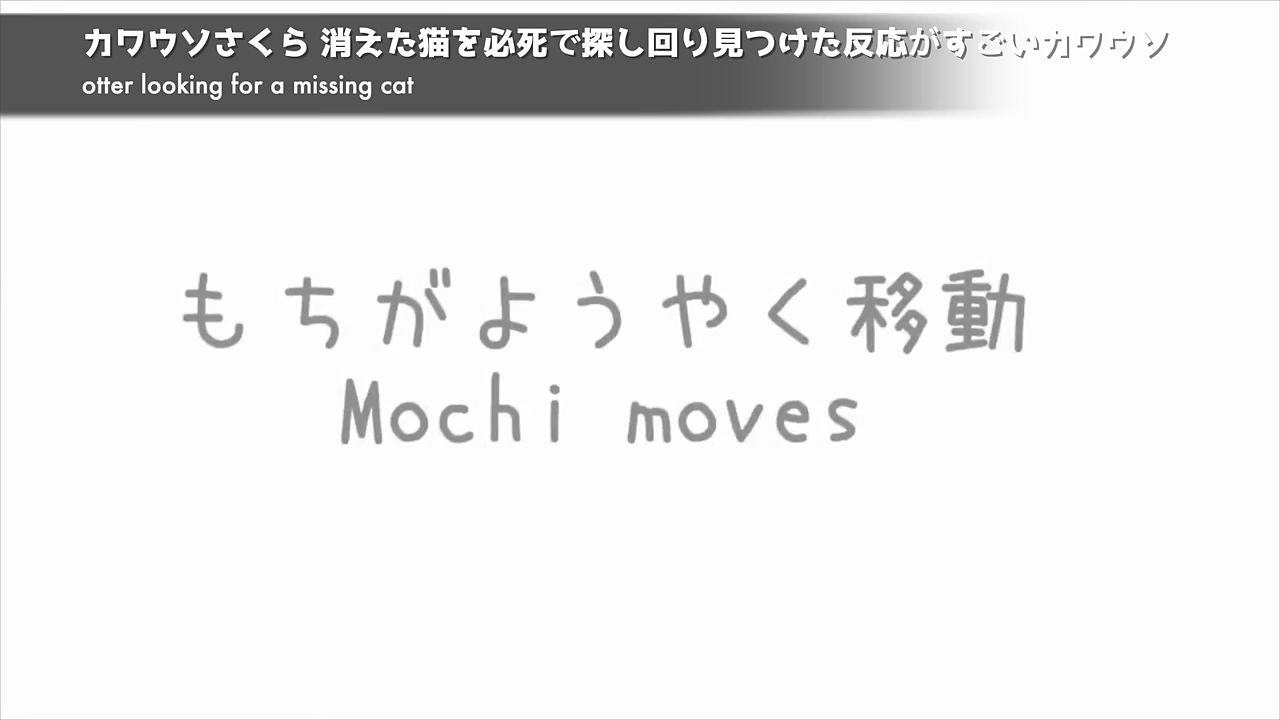 カワウソさくら 消えた猫を必死で探し回り見つけた反応がすごいカワウソ
otter looking for a missing cat
もちがようやく移動
Mochi moves